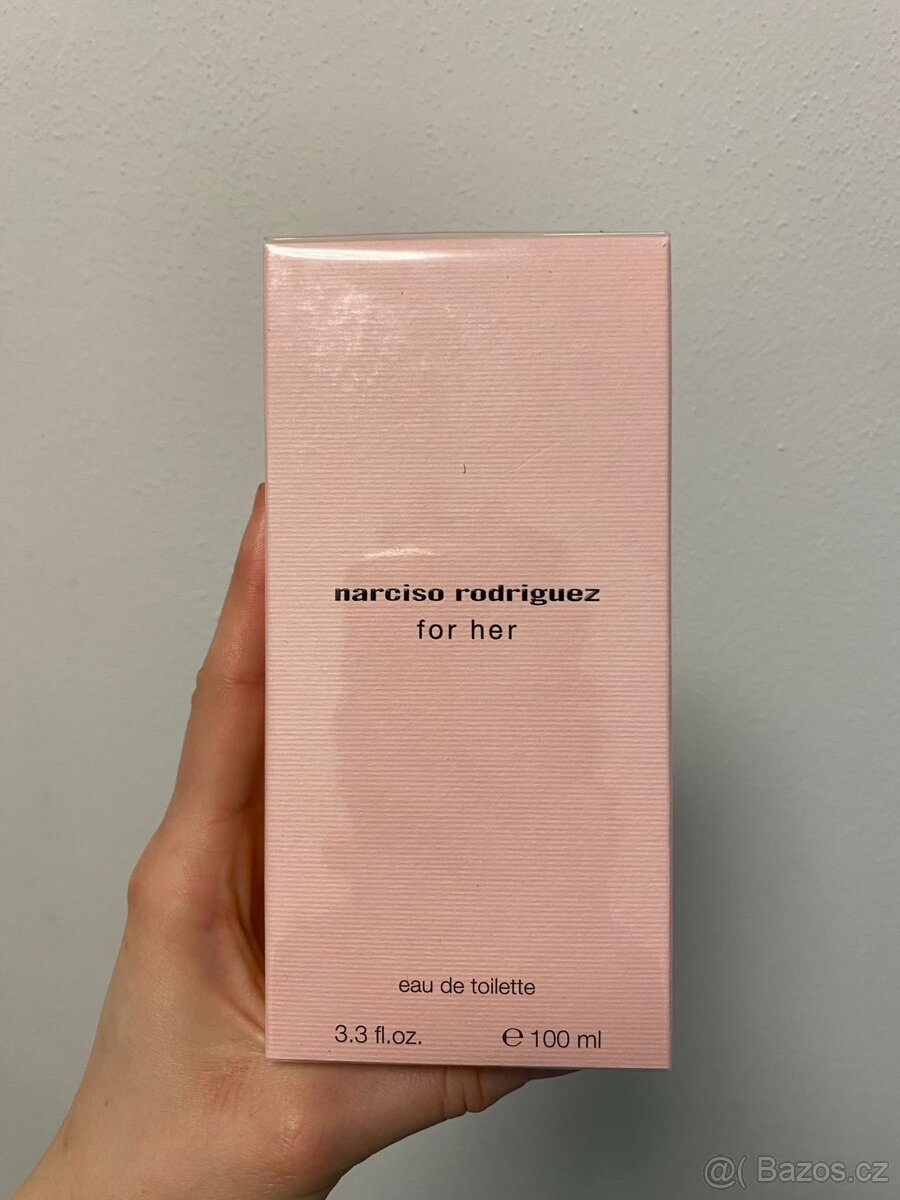 narciso rodriguez
for her
eau de toilette
3.3 fl.oz. ℮ 100 ml
@( Bazos.cz